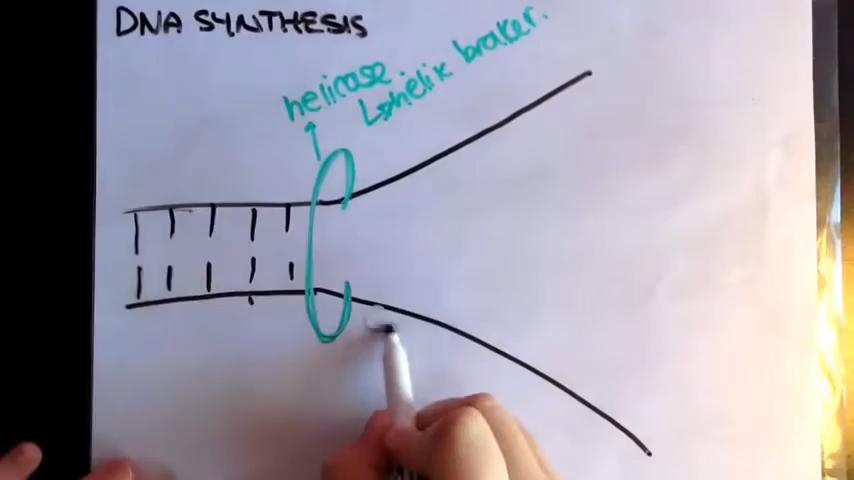 DNA SYNTHESIS
helicase
↳helix braker.